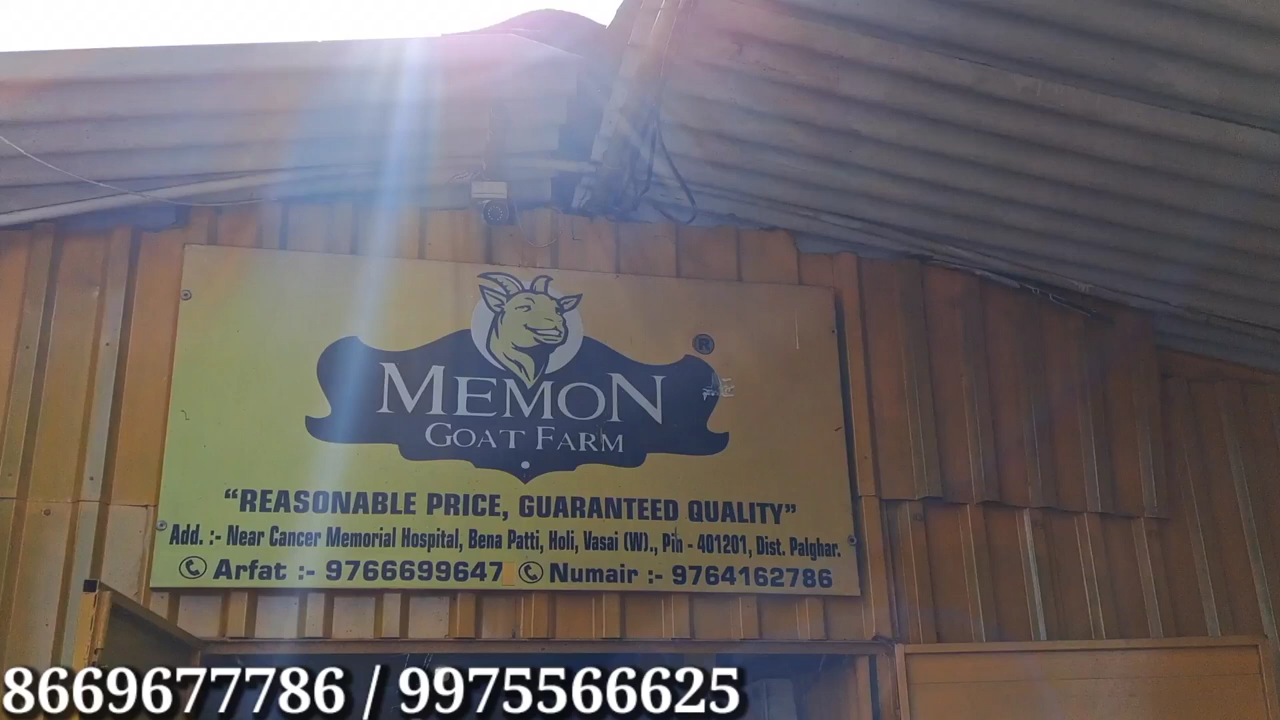 ®
MEMON
GOAT FARM
"REASONABLE PRICE, GUARANTEED QUALITY"
Add. :- Near Cancer Memorial Hospital, Bena Patti, Holi, Vasai (W)., Pin - 401201, Dist. Palghar.
Arfat :- 9766699647 Numair :- 9764162786
8669677786 / 9975566625